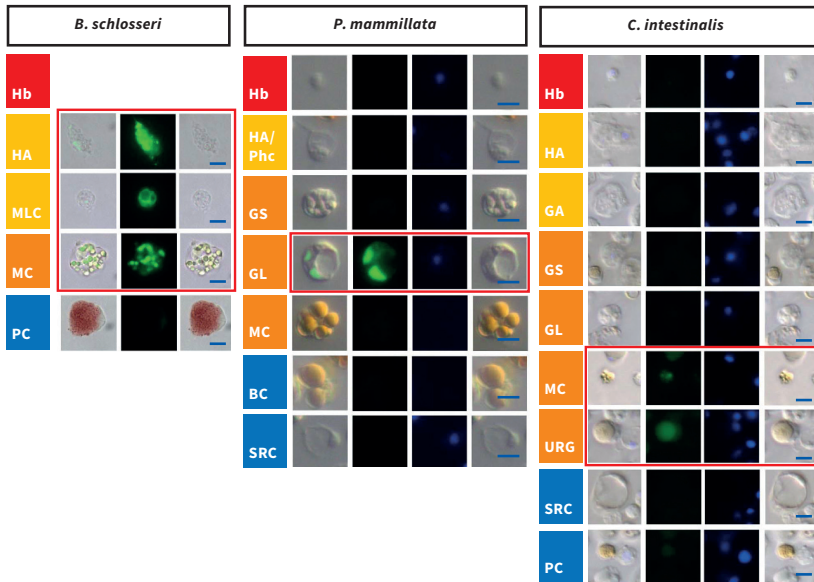 B. schlosseri
Hb
HA
MLC
MC
PC
P. mammillata
Hb
HA/
Phc
GS
GL
MC
BC
SRC
C. intestinalis
Hb
HA
GA
GS
GL
MC
URG
SRC
PC